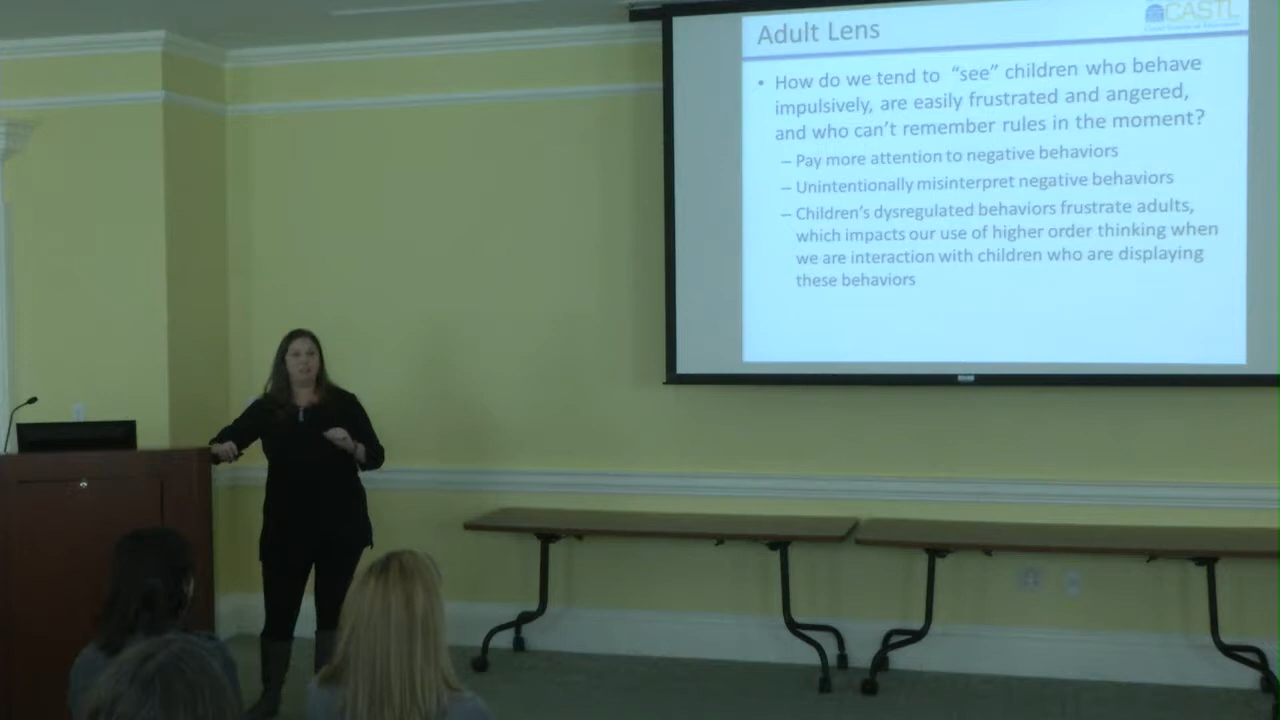 CASTL
Adult Lens
• How do we tend to “see” children who behave
impulsively, are easily frustrated and angered,
and who can’t remember rules in the moment?
– Pay more attention to negative behaviors
– Unintentionally misinterpret negative behaviors
– Children’s dysregulated behaviors frustrate adults,
which impacts our use of higher order thinking when
we are interaction with children who are displaying
these behaviors